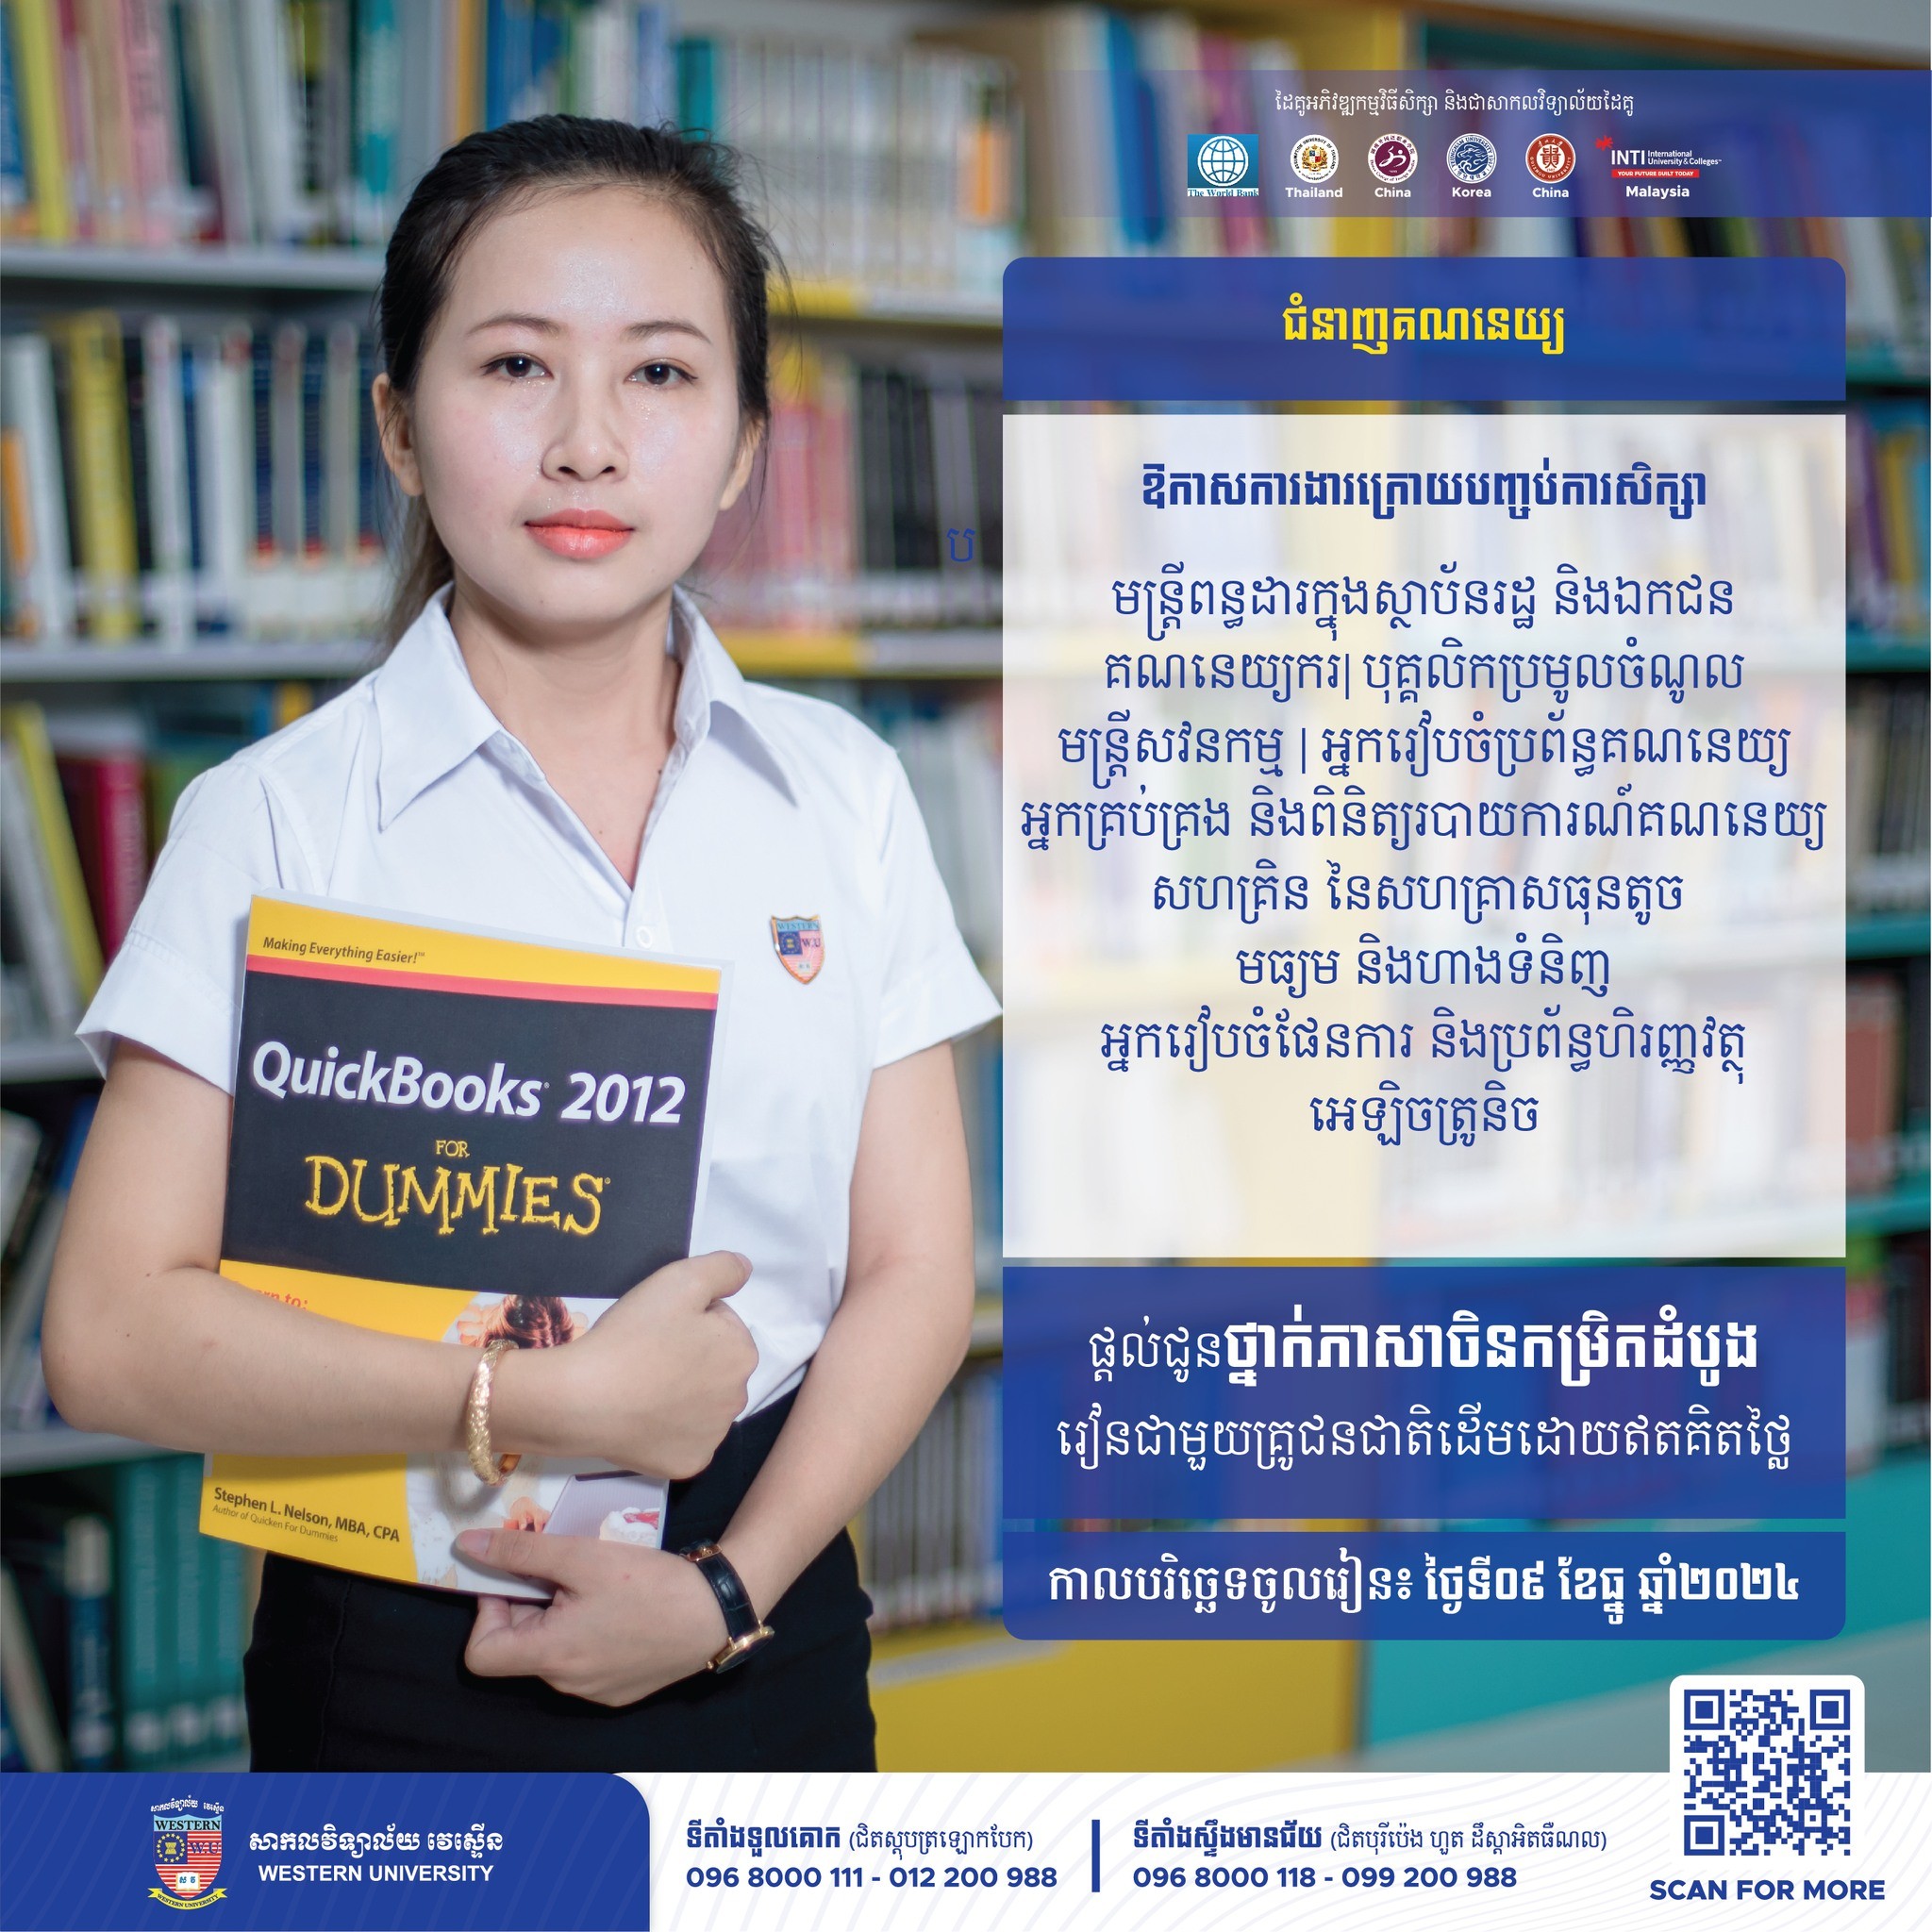 ដៃគូអភិវឌ្ឍកម្មវិធីសិក្សា និងជាសាកលវិទ្យាល័យដៃគូ
The World Bank
Thailand
China
Korea
China
INTI International University & Colleges
YOUR FUTURE BUILT TODAY
Malaysia
ជំនាញគណនេយ្យ
ឱកាសការងារក្រោយបញ្ចប់ការសិក្សា
ប
មន្ត្រីពន្ធដារក្នុងស្ថាប័នរដ្ឋ និងឯកជន
គណនេយ្យករ| បុគ្គលិកប្រមូលចំណូល
មន្ត្រីសវនកម្ម | អ្នករៀបចំប្រព័ន្ធគណនេយ្យ
អ្នកគ្រប់គ្រង និងពិនិត្យរបាយការណ៍គណនេយ្យ
សហគ្រិន នៃសហគ្រាសធុនតូច
មធ្យម និងហាងទំនិញ
អ្នករៀបចំផែនការ និងប្រព័ន្ធហិរញ្ញវត្ថុ
អេឡិចត្រូនិច
ផ្តល់ជូនថ្នាក់ភាសាចិនកម្រិតដំបូង
រៀនជាមួយគ្រូជនជាតិដើមដោយឥតគិតថ្លៃ
កាលបរិច្ឆេទចូលរៀន៖ ថ្ងៃទី០៩ ខែធ្នូ ឆ្នាំ២០២៤
WESTERN
W.U
Making Everything Easier!™
QuickBooks® 2012
FOR
DUMMIES®
Stephen L. Nelson, MBA, CPA
Author of Quicken For Dummies
សាកលវិទ្យាល័យ វេស្ទើន
WESTERN
WESTERN UNIVERSITY
សាកលវិទ្យាល័យ វេស្ទើន
WESTERN UNIVERSITY
ទីតាំងទួលគោក (ជិតស្តុបត្រឡោកបែក)
096 8000 111 - 012 200 988
ទីតាំងស្ទឹងមានជ័យ (ជិតបុរីប៉េង ហួត ដឹស្តាអិតធឺណល)
096 8000 118 - 099 200 988
SCAN FOR MORE